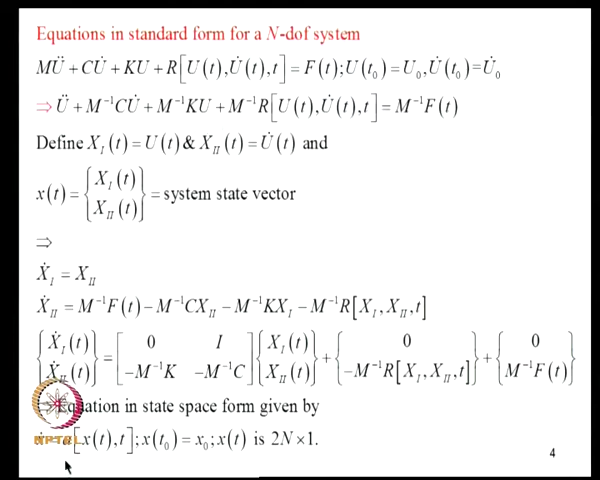 Equations in standard form for a N-dof system
MÜ + CU̇ + KU + R[U(t), U̇(t), t] = F(t); U(t₀) = U₀, U̇(t₀) = U̇₀
⇒ Ü + M⁻¹CU̇ + M⁻¹KU + M⁻¹R[U(t), U̇(t), t] = M⁻¹F(t)
Define X_I(t) = U(t) & X_II(t) = U̇(t) and
x(t) = {X_I(t) X_II(t)} = system state vector
⇒
Ẋ_I = X_II
Ẋ_II = M⁻¹F(t) − M⁻¹CX_II − M⁻¹KX_I − M⁻¹R[X_I, X_II, t]
{Ẋ_I(t) Ẋ_II(t)} = [0 I −M⁻¹K −M⁻¹C] {X_I(t) X_II(t)} + {0 −M⁻¹R[X_I, X_II, t]} + {0 M⁻¹F(t)}
Equation in state space form given by
[x(t), t]; x(t₀) = x₀; x(t) is 2N × 1.
NPTEL
4